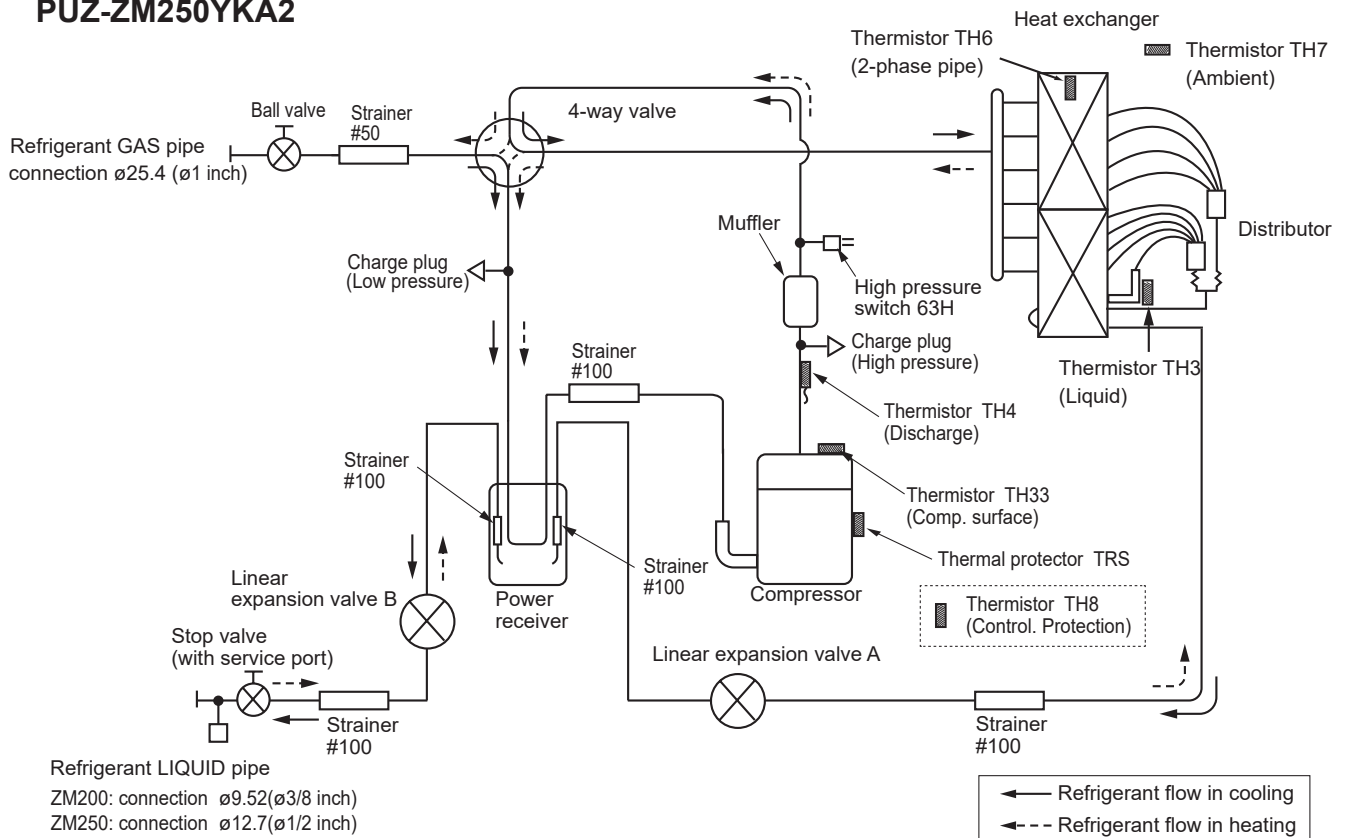 PUZ-ZM250YKA2
Heat exchanger
Thermistor TH6
(2-phase pipe)
Thermistor TH7
(Ambient)
Ball valve
Strainer
#50
4-way valve
Refrigerant GAS pipe
connection ø25.4 (ø1 inch)
Muffler
Distributor
Charge plug
(Low pressure)
High pressure
switch 63H
Charge plug
(High pressure)
Strainer
#100
Thermistor TH3
(Liquid)
Thermistor TH4
(Discharge)
Strainer
#100
Thermistor TH33
(Comp. surface)
Strainer
#100
Thermal protector TRS
Linear
expansion valve B
Power
receiver
Compressor
Thermistor TH8
(Control. Protection)
Stop valve
(with service port)
Linear expansion valve A
Strainer
#100
Strainer
#100
Refrigerant LIQUID pipe
ZM200: connection ø9.52(ø3/8 inch)
ZM250: connection ø12.7(ø1/2 inch)
Refrigerant flow in cooling
Refrigerant flow in heating